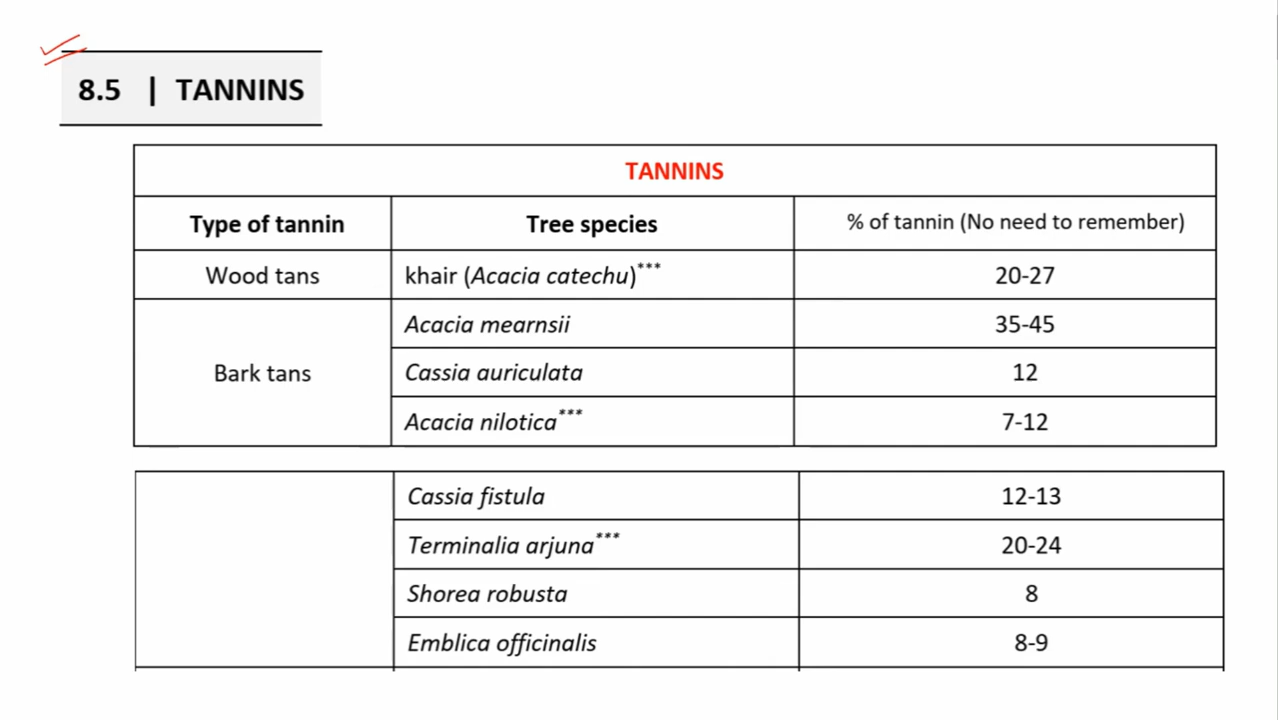 8.5 | TANNINS
TANNINS
Type of tannin Tree species % of tannin (No need to remember)
Wood tans khair (Acacia catechu)*** 20-27
Acacia mearnsii 35-45
Bark tans Cassia auriculata 12
Acacia nilotica*** 7-12
Cassia fistula 12-13
Terminalia arjuna*** 20-24
Shorea robusta 8
Emblica officinalis 8-9